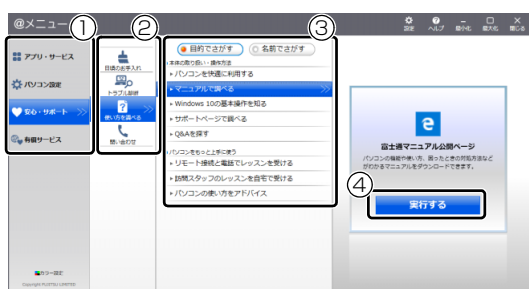 @メニュー
設定 ヘルプ 最小化 最大化 閉じる
①
②
③
アプリ・サービス
パソコン設定
安心・サポート
有償サービス
日頃のお手入れ
トラブル診断
使い方を調べる
問い合わせ
目的でさがす 名前でさがす
本体の取り扱い・操作方法
パソコンを快適に利用する
マニュアルで調べる
Windows 10の基本操作を知る
サポートページで調べる
Q&Aを探す
パソコンをもっと上手に使う
リモート接続と電話でレッスンを受ける
訪問スタッフのレッスンを自宅で受ける
パソコンの使い方をアドバイス
富士通マニュアル公開ページ
パソコンの機能や使い方、困ったときの対処方法など
がわかるマニュアルをダウンロードできます。
④
実行する
カラー設定
Copyright FUJITSU LIMITED